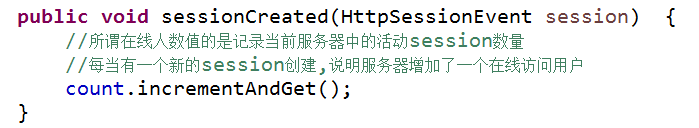 public void sessionCreated(HttpSessionEvent session)  {
//所谓在线人数值的是记录当前服务器中的活动session数量
//每当有一个新的session创建,说明服务器增加了一个在线访问用户
count.incrementAndGet();
}